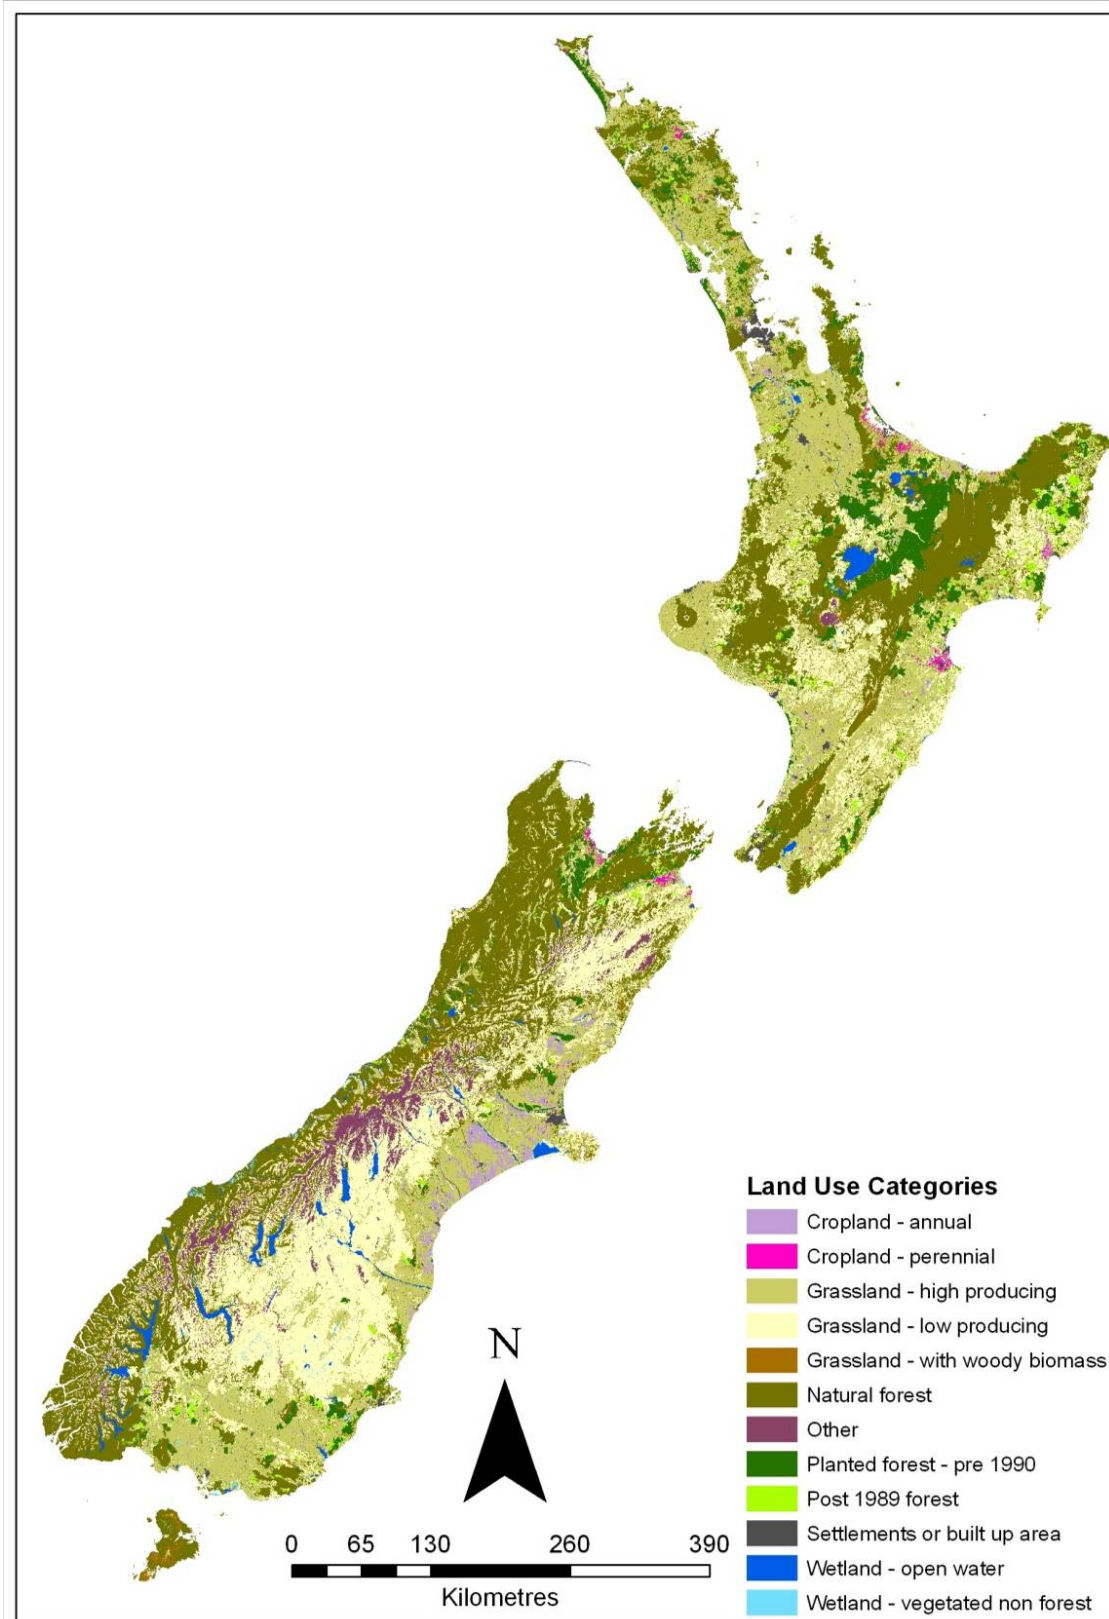 Land Use Categories
Cropland - annual
Cropland - perennial
Grassland - high producing
Grassland - low producing
Grassland - with woody biomass
Natural forest
Other
Planted forest - pre 1990
Post 1989 forest
Settlements or built up area
Wetland - open water
Wetland - vegetated non forest
N
0 65 130 260 390
Kilometres